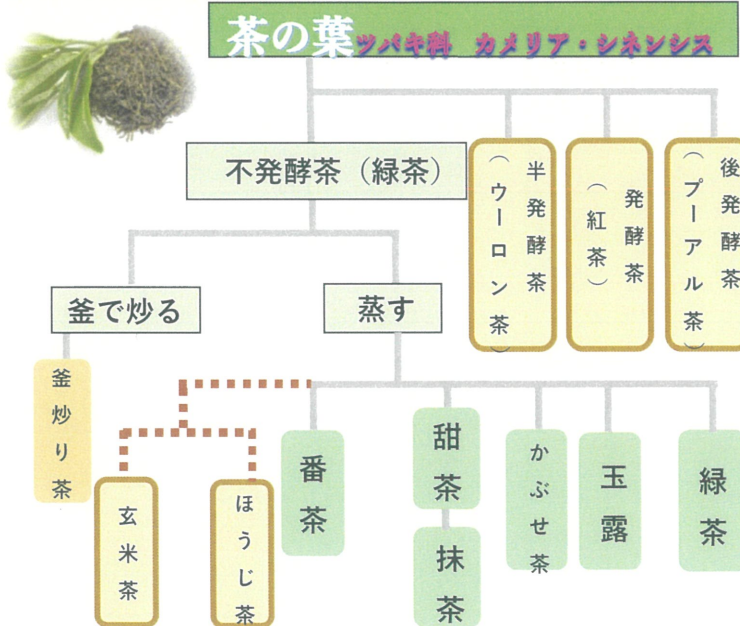 茶の葉ツバキ科 カメリア・シネンシス
不発酵茶（緑茶）
半発酵茶
（ウーロン茶）
発酵茶
（紅茶）
後発酵茶
（プーアル茶）
釜で炒る
蒸す
釜炒り茶
玄米茶
ほうじ茶
番茶
甜茶
抹茶
かぶせ茶
玉露
緑茶